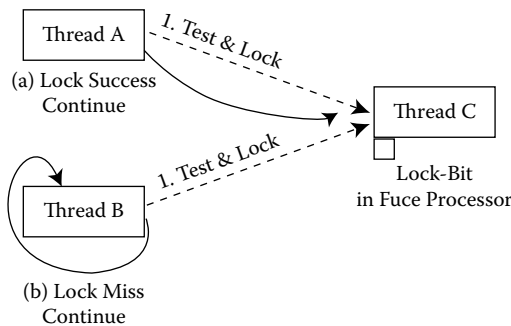 Thread A
1. Test & Lock
(a) Lock Success
Continue
Thread C
1. Test & Lock
Lock-Bit
in Fuce Processor
Thread B
(b) Lock Miss
Continue